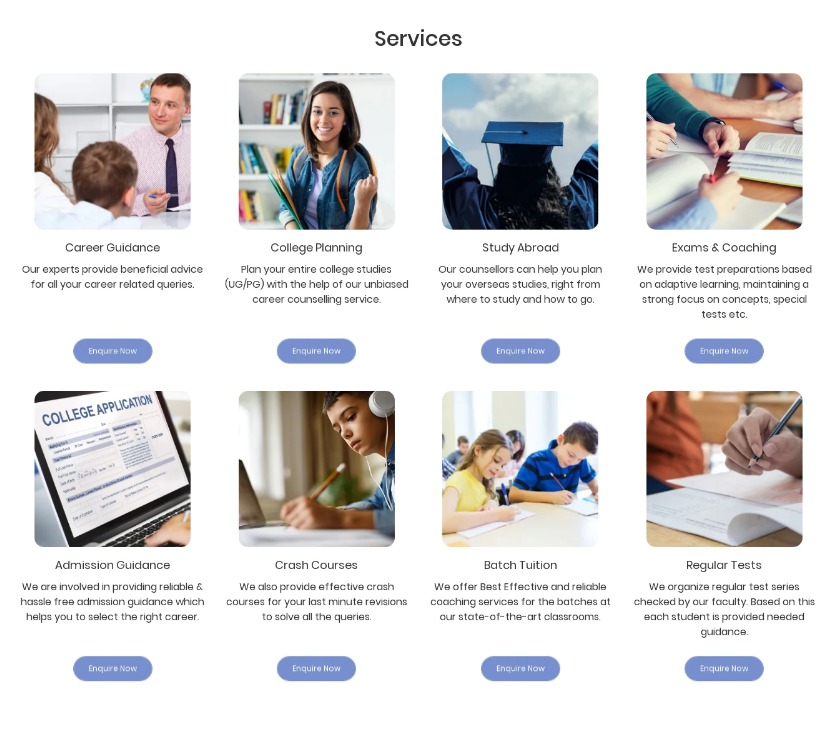 Services
Career Guidance
Our experts provide beneficial advice
for all your career related queries.
Enquire Now
College Planning
Plan your entire college studies
(UG/PG) with the help of our unbiased
career counselling service.
Enquire Now
Study Abroad
Our counsellors can help you plan
your overseas studies, right from
where to study and how to go.
Enquire Now
Exams & Coaching
We provide test preparations based
on adaptive learning, maintaining a
strong focus on concepts, special
tests etc.
Enquire Now
COLLEGE APPLICATION
Admission Guidance
We are involved in providing reliable &
hassle free admission guidance which
helps you to select the right career.
Enquire Now
Crash Courses
We also provide effective crash
courses for your last minute revisions
to solve all the queries.
Enquire Now
Batch Tuition
We offer Best Effective and reliable
coaching services for the batches at
our state-of-the-art classrooms.
Enquire Now
Regular Tests
We organize regular test series
checked by our faculty. Based on this
each student is provided needed
guidance.
Enquire Now